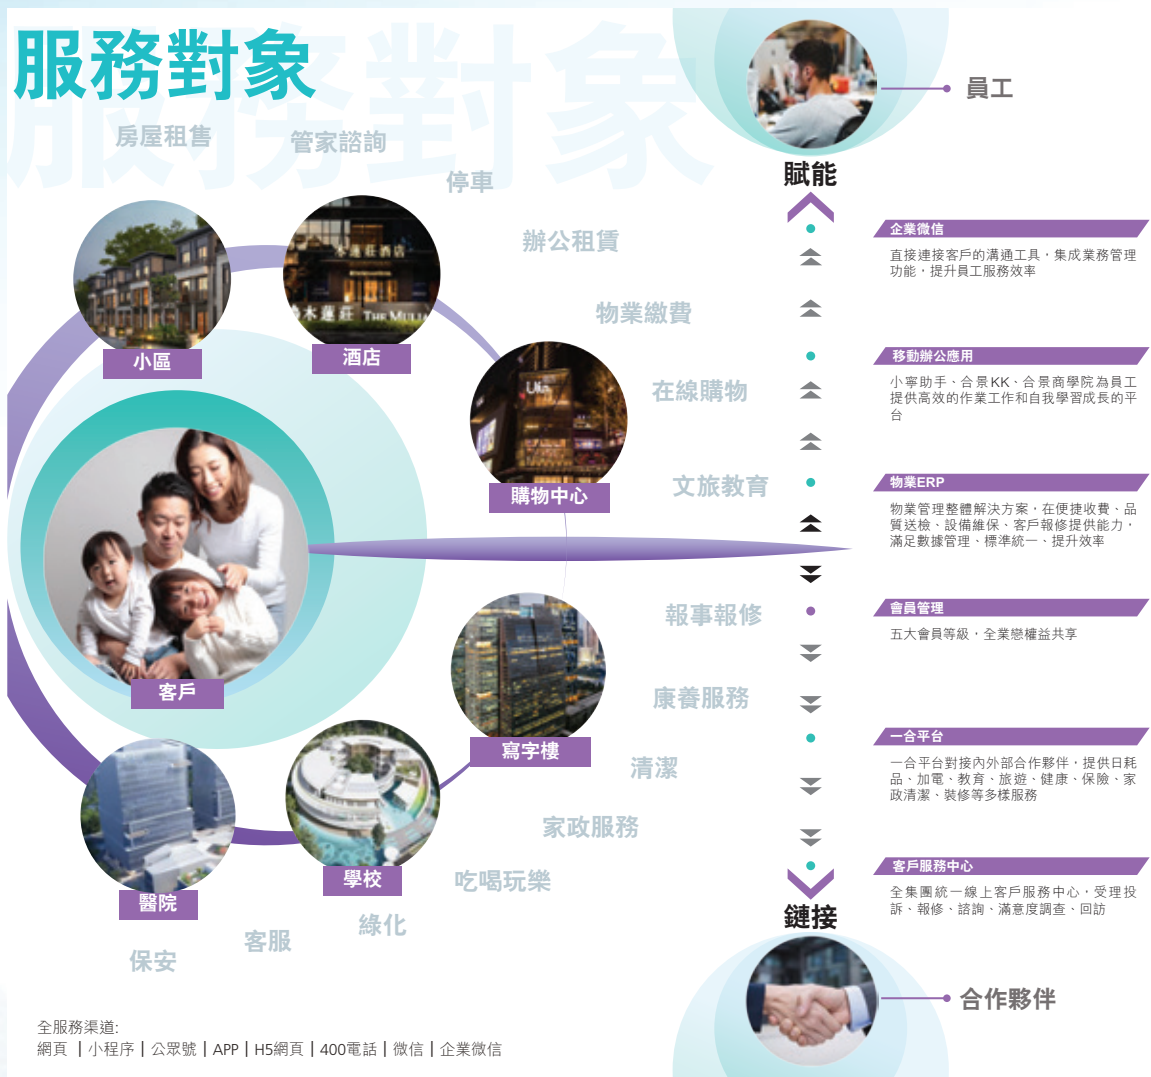 服務對象
服務對象
房屋租售
管家諮詢
停車
辦公租賃
物業繳費
在線購物
文旅教育
木蓮莊酒店
木蓮莊 THE MULIA
小區
酒店
購物中心
客戶
寫字樓
學校
醫院
報事報修
康養服務
清潔
家政服務
吃喝玩樂
綠化
客服
保安
全服務渠道:
網頁 | 小程序 | 公眾號 | APP | H5網頁 | 400電話 | 微信 | 企業微信
員工
賦能
企業微信
直接連接客戶的溝通工具，集成業務管理
功能，提升員工服務效率
移動辦公應用
小寧助手、合景KK、合景商學院為員工
提供高效的作業工作和自我學習成長的平
台
物業ERP
物業管理整體解決方案，在便捷收費、品
質送檢、設備維保、客戶報修提供能力，
滿足數據管理、標準統一、提升效率
會員管理
五大會員等級，全業戀權益共享
一合平台
一合平台對接內外部合作夥伴，提供日耗
品、加電、教育、旅遊、健康、保險、家
政清潔、裝修等多樣服務
客戶服務中心
全集團統一線上客戶服務中心，受理投
訴、報修、諮詢、滿意度調查、回訪
鏈接
合作夥伴